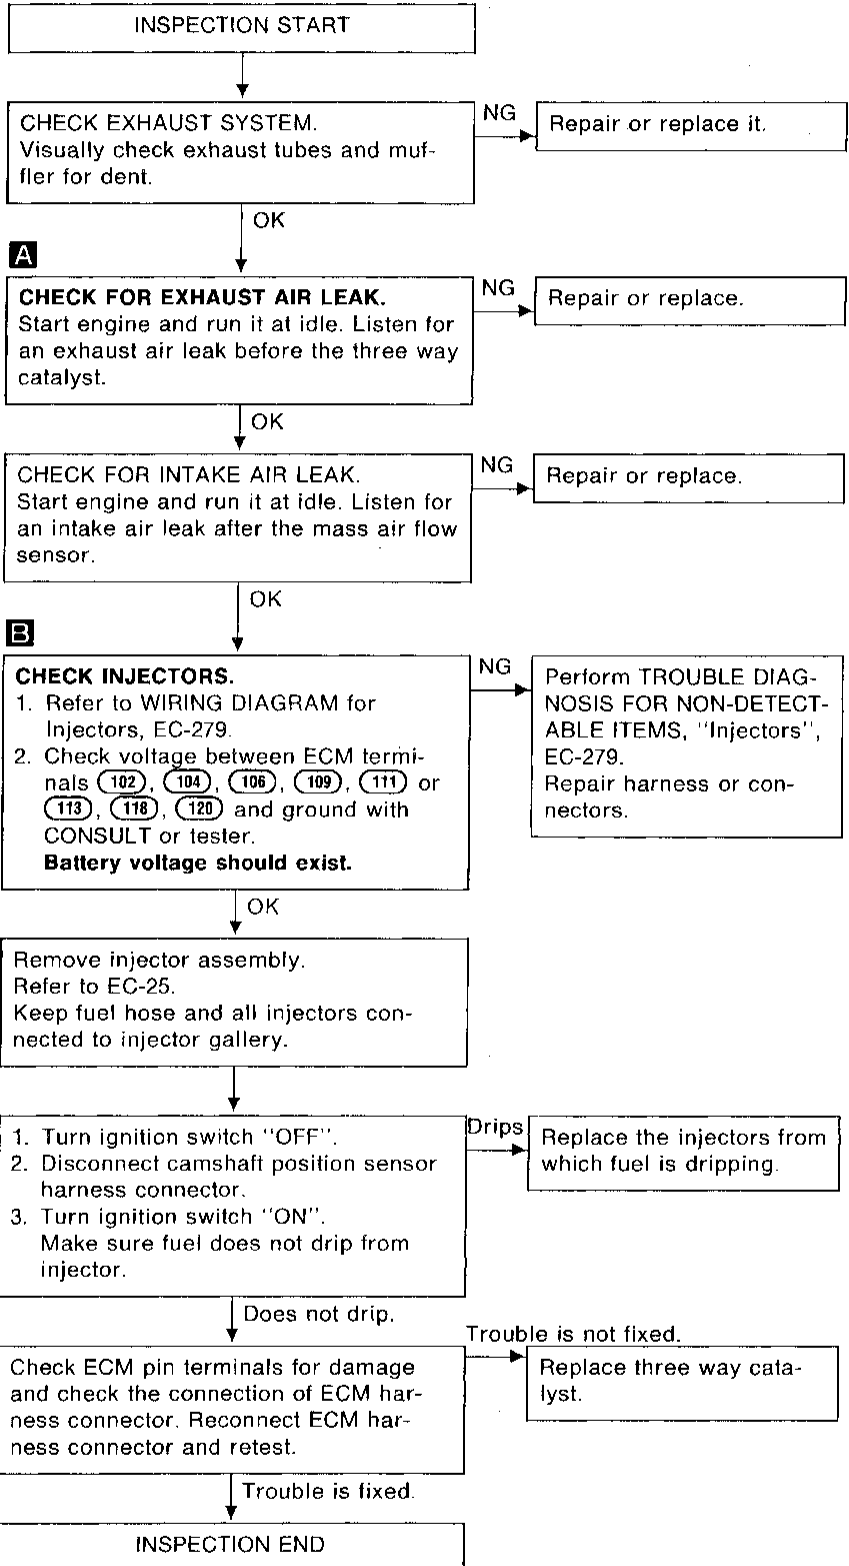 INSPECTION START
CHECK EXHAUST SYSTEM.
Visually check exhaust tubes and muf-
fler for dent.
NG
Repair or replace it.
OK
A
CHECK FOR EXHAUST AIR LEAK.
Start engine and run it at idle. Listen for
an exhaust air leak before the three way
catalyst.
NG
Repair or replace.
OK
CHECK FOR INTAKE AIR LEAK.
Start engine and run it at idle. Listen for
an intake air leak after the mass air flow
sensor.
NG
Repair or replace.
OK
B
CHECK INJECTORS.
1. Refer to WIRING DIAGRAM for
Injectors, EC-279.
2. Check voltage between ECM termi-
nals 102, 104, 106, 109, 111 or
113, 118, 120 and ground with
CONSULT or tester.
Battery voltage should exist.
NG
Perform TROUBLE DIAG-
NOSIS FOR NON-DETECT-
ABLE ITEMS, "Injectors",
EC-279.
Repair harness or con-
nectors.
OK
Remove injector assembly.
Refer to EC-25.
Keep fuel hose and all injectors con-
nected to injector gallery.
1. Turn ignition switch "OFF".
2. Disconnect camshaft position sensor
harness connector.
3. Turn ignition switch "ON".
Make sure fuel does not drip from
injector.
Drips
Replace the injectors from
which fuel is dripping.
Does not drip.
Check ECM pin terminals for damage
and check the connection of ECM har-
ness connector. Reconnect ECM har-
ness connector and retest.
Trouble is not fixed.
Replace three way cata-
lyst.
Trouble is fixed.
INSPECTION END